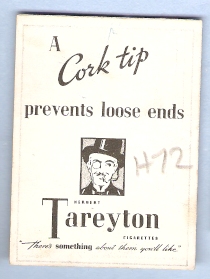 A
Cork tip
prevents loose ends
H72
HERBERT
Tareyton
CIGARETTES
"There's something about them you'll like"